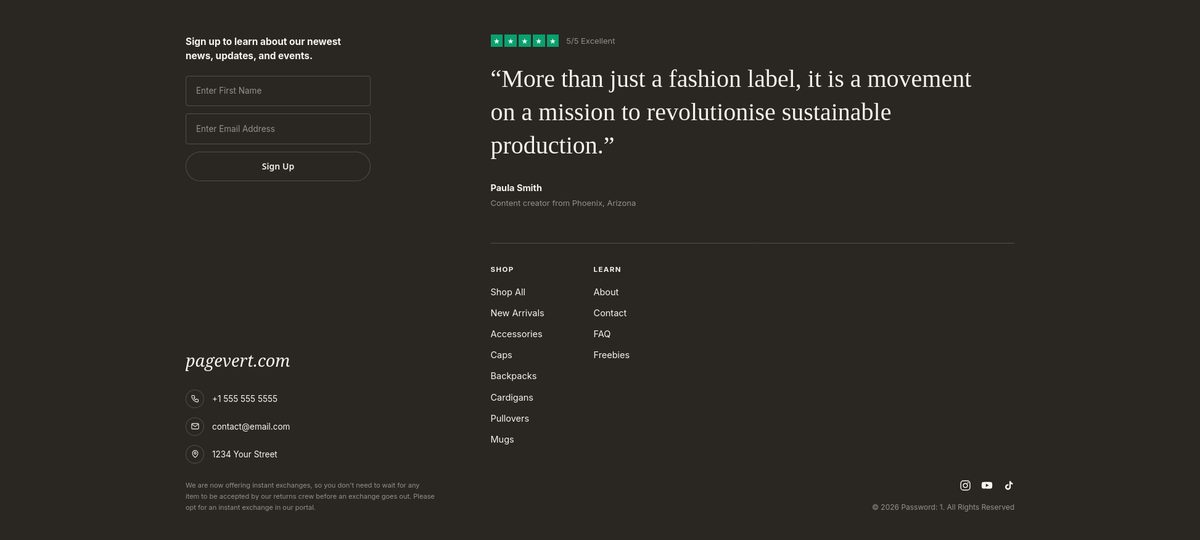 Sign up to learn about our newest
news, updates, and events.
Enter First Name
Enter Email Address
Sign Up
pagevert.com
+1 555 555 5555
contact@email.com
1234 Your Street
We are now offering instant exchanges, so you don't need to wait for any
item to be accepted by our returns crew before an exchange goes out. Please
opt for an instant exchange in our portal.
5/5 Excellent
“More than just a fashion label, it is a movement
on a mission to revolutionise sustainable
production.”
Paula Smith
Content creator from Phoenix, Arizona
SHOP
Shop All
New Arrivals
Accessories
Caps
Backpacks
Cardigans
Pullovers
Mugs
LEARN
About
Contact
FAQ
Freebies
© 2026 Password: 1. All Rights Reserved